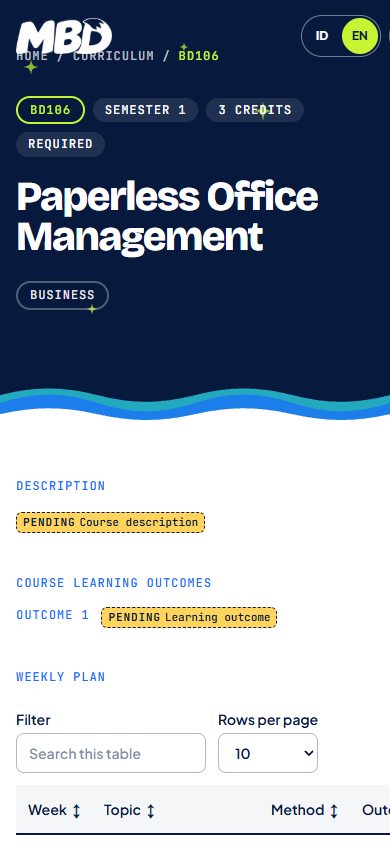 MBD
ID EN
HOME / CURRICULUM / BD106
BD106 SEMESTER 1 3 CREDITS
REQUIRED
Paperless Office
Management
BUSINESS
DESCRIPTION
PENDING Course description
COURSE LEARNING OUTCOMES
OUTCOME 1 PENDING Learning outcome
WEEKLY PLAN
Filter Rows per page
Search this table 10
Week Topic Method Out